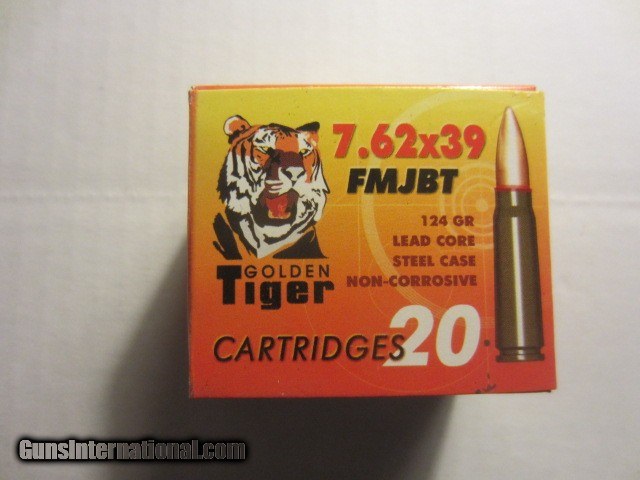 7.62x39
FMJBT
124 GR
LEAD CORE
STEEL CASE
NON-CORROSIVE
GOLDEN
Tiger
CARTRIDGES 20
GunsInternational.com